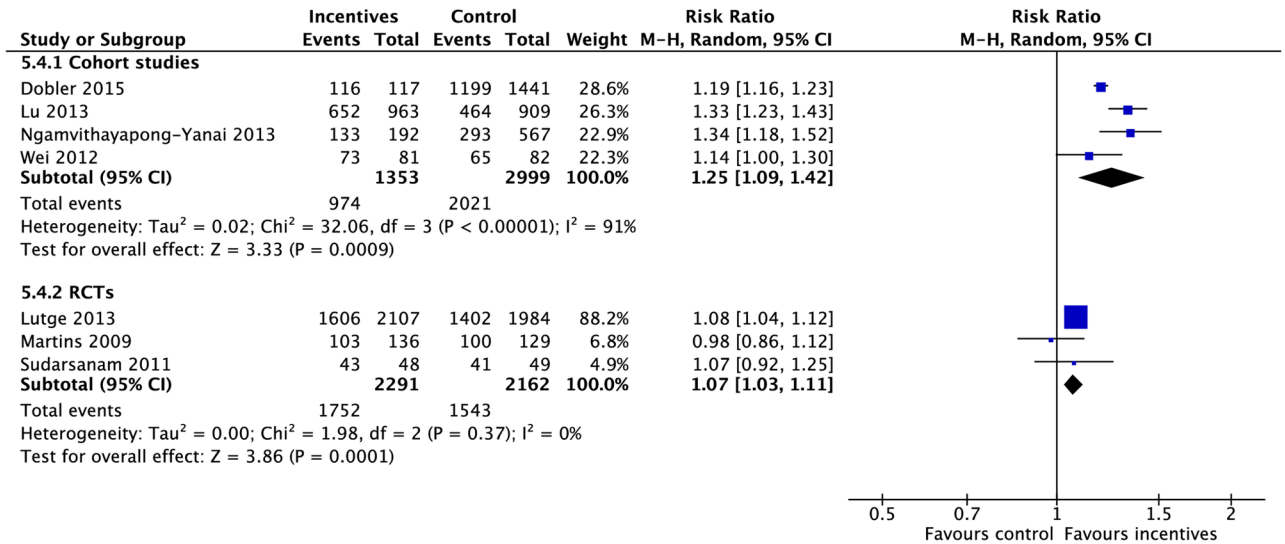 Incentives Control Risk Ratio Risk Ratio
Study or Subgroup Events Total Events Total Weight M-H, Random, 95% CI M-H, Random, 95% CI
5.4.1 Cohort studies
Dobler 2015 116 117 1199 1441 28.6% 1.19 [1.16, 1.23]
Lu 2013 652 963 464 909 26.3% 1.33 [1.23, 1.43]
Ngamvithayapong-Yanai 2013 133 192 293 567 22.9% 1.34 [1.18, 1.52]
Wei 2012 73 81 65 82 22.3% 1.14 [1.00, 1.30]
Subtotal (95% CI) 1353 2999 100.0% 1.25 [1.09, 1.42]
Total events 974 2021
Heterogeneity: Tau² = 0.02; Chi² = 32.06, df = 3 (P < 0.00001); I² = 91%
Test for overall effect: Z = 3.33 (P = 0.0009)
5.4.2 RCTs
Lutge 2013 1606 2107 1402 1984 88.2% 1.08 [1.04, 1.12]
Martins 2009 103 136 100 129 6.8% 0.98 [0.86, 1.12]
Sudarsanam 2011 43 48 41 49 4.9% 1.07 [0.92, 1.25]
Subtotal (95% CI) 2291 2162 100.0% 1.07 [1.03, 1.11]
Total events 1752 1543
Heterogeneity: Tau² = 0.00; Chi² = 1.98, df = 2 (P = 0.37); I² = 0%
Test for overall effect: Z = 3.86 (P = 0.0001)
0.5 0.7 1 1.5 2
Favours control Favours incentives